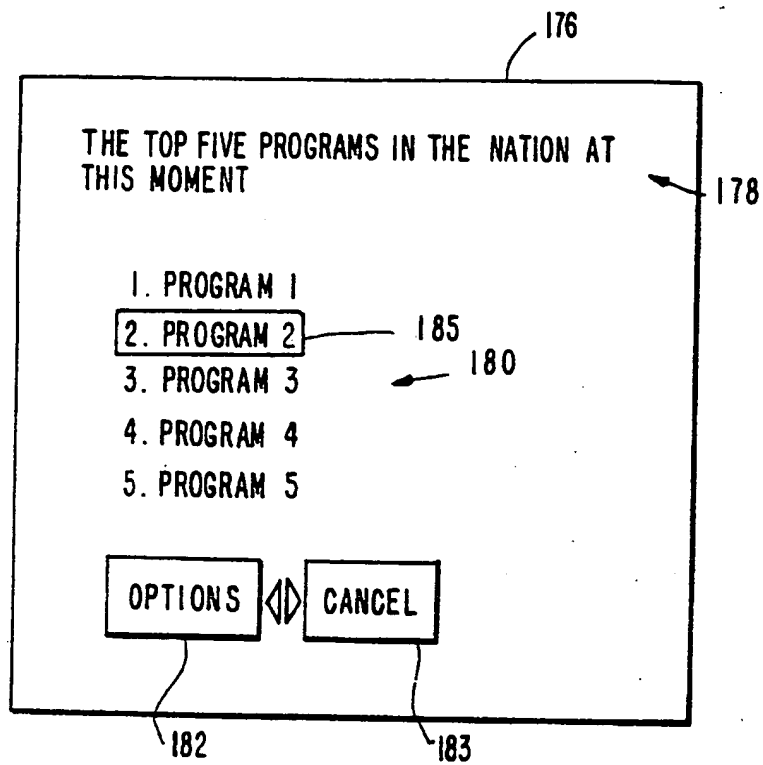 176
THE TOP FIVE PROGRAMS IN THE NATION AT
THIS MOMENT
178
1. PROGRAM 1
2. PROGRAM 2
185
3. PROGRAM 3
180
4. PROGRAM 4
5. PROGRAM 5
OPTIONS
CANCEL
182
183